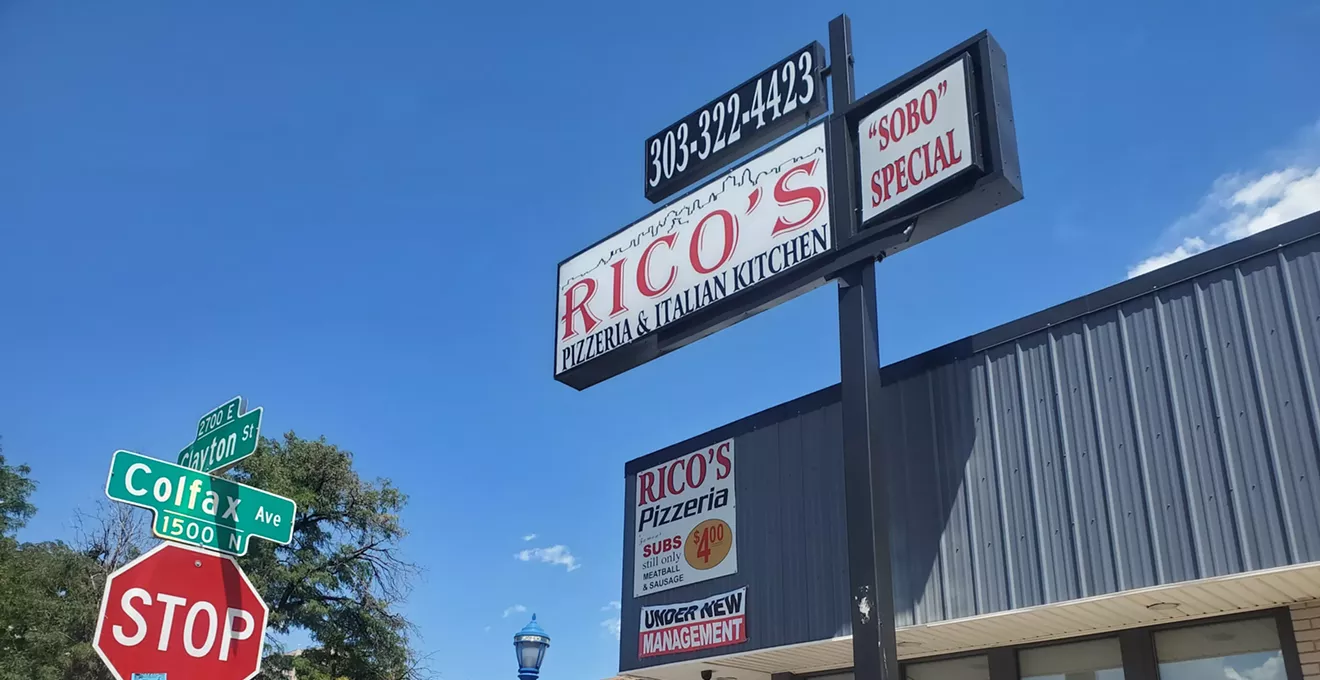 303-322-4423
RICO'S
PIZZERIA & ITALIAN KITCHEN
"SOBO"
SPECIAL
2700 E
Clayton St
Colfax Ave
1500 N
STOP
RICO'S
Pizzeria
SUBS
still only
MEATBALL
& SAUSAGE
$4.00
UNDER NEW
MANAGEMENT